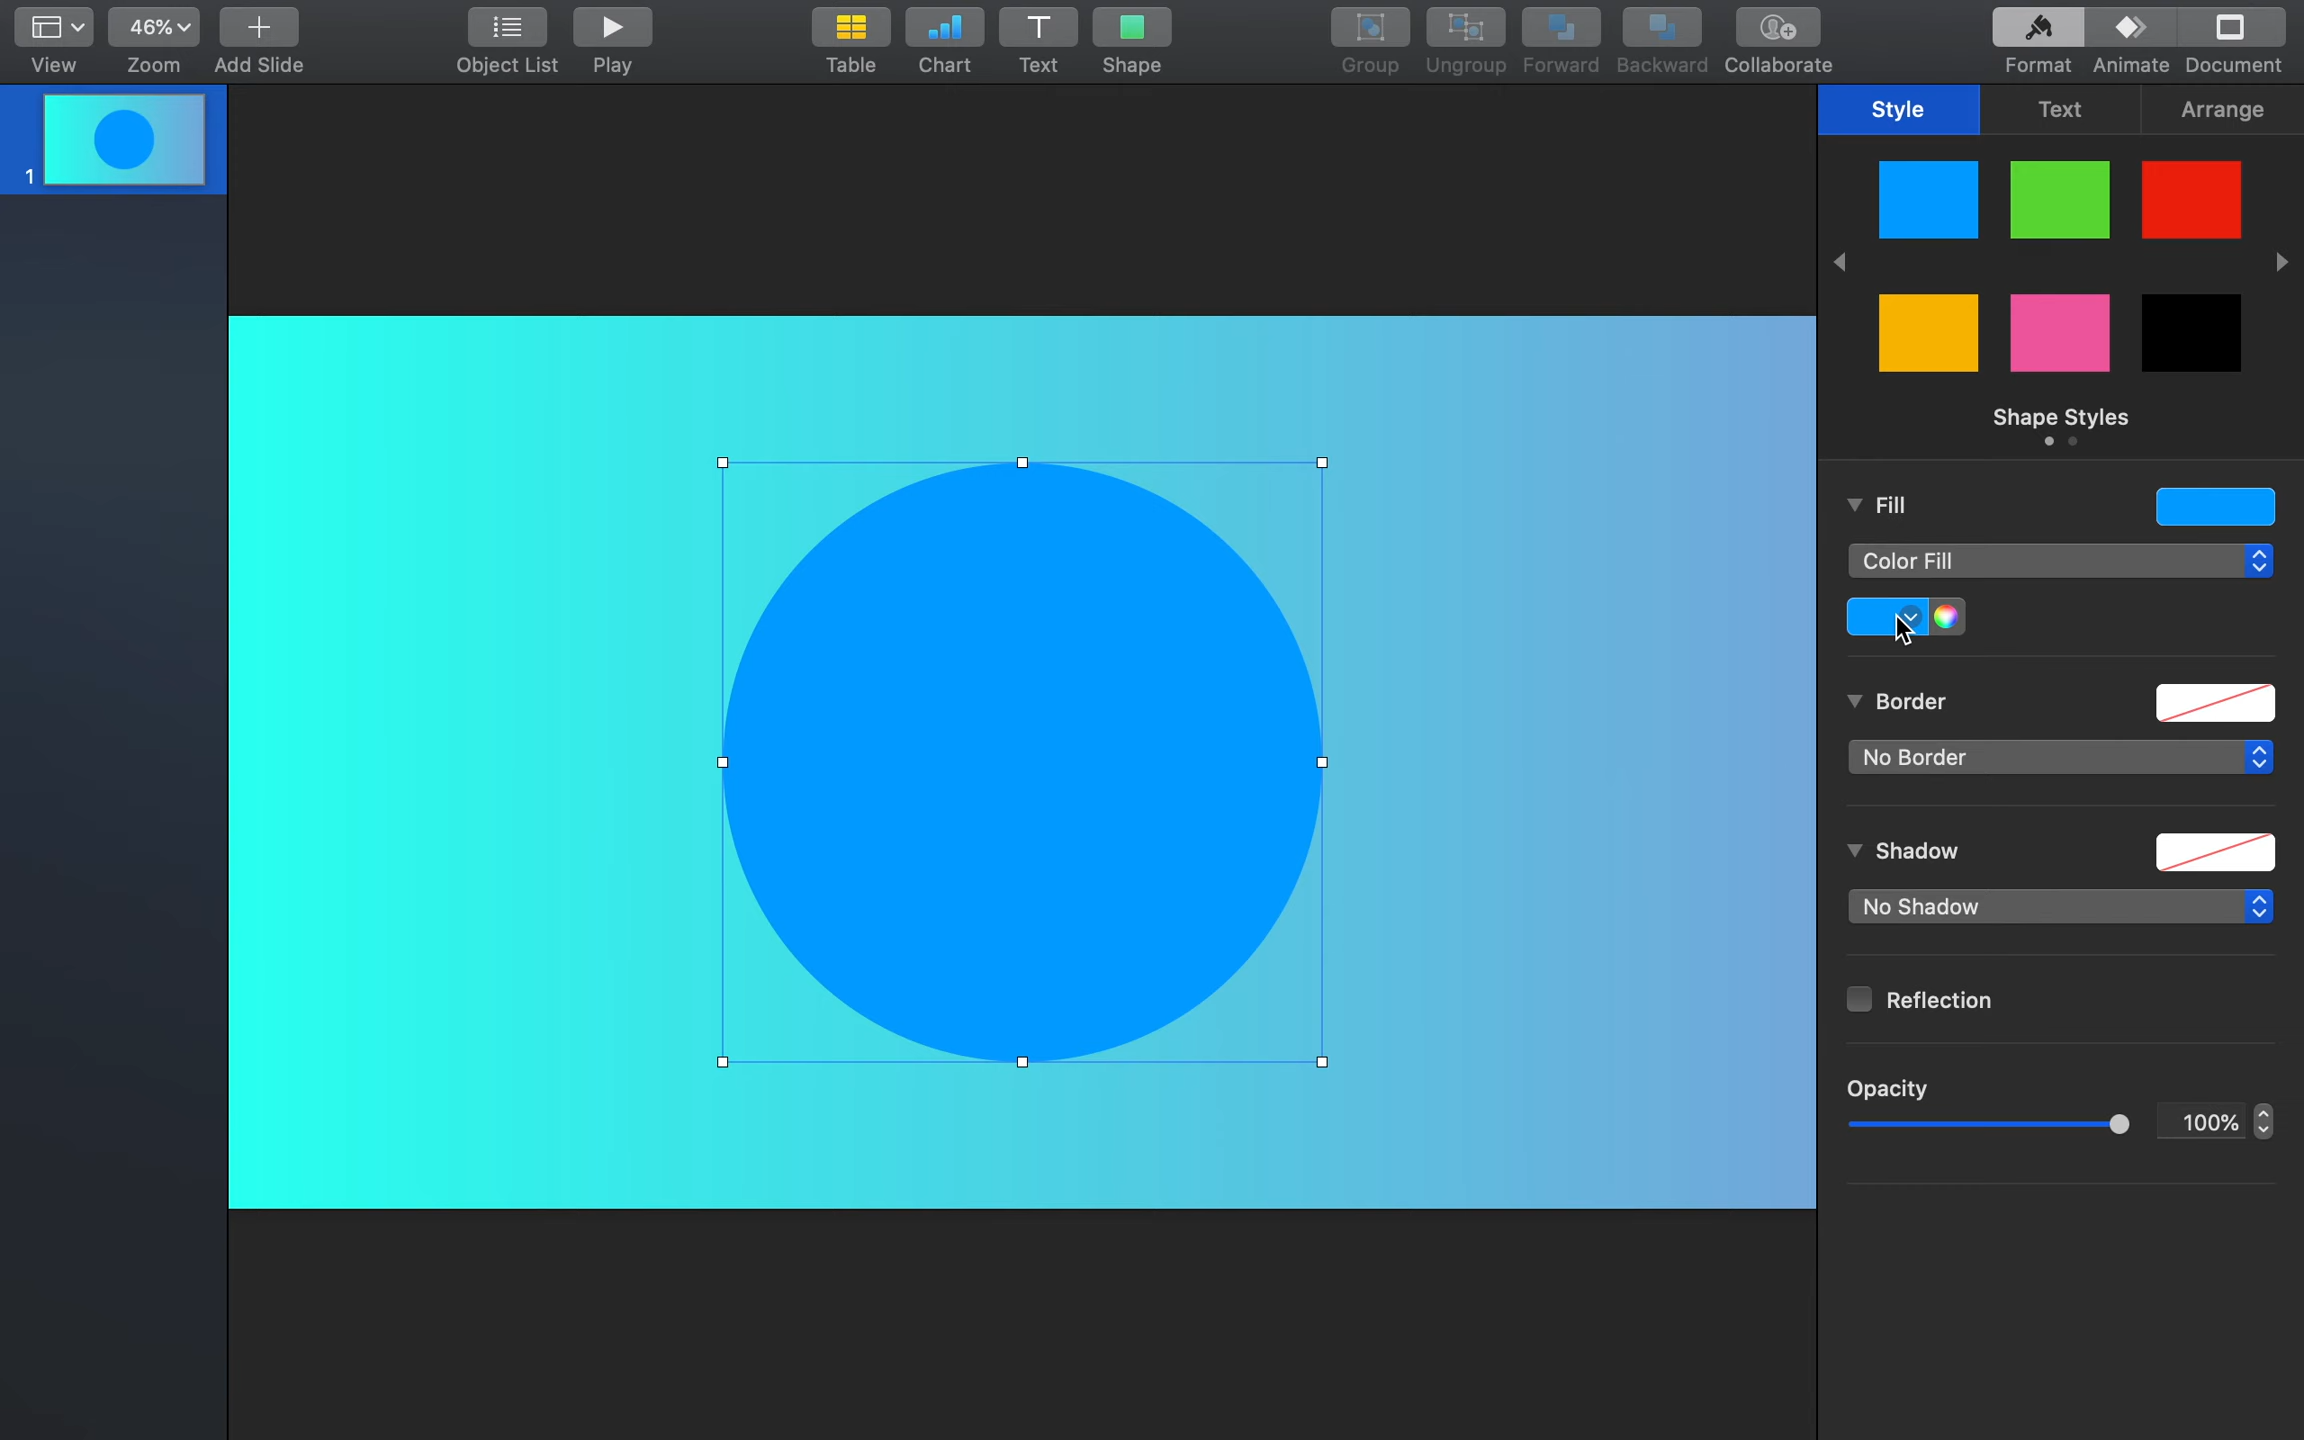 46%
View
Zoom
Add Slide
Object List
Play
Table
Chart
T
Text
Shape
Group
Ungroup
Forward
Backward
Collaborate
Format
Animate
Document
1
Style
Text
Arrange
Shape Styles
Fill
Color Fill
Border
No Border
Shadow
No Shadow
Reflection
Opacity
100%